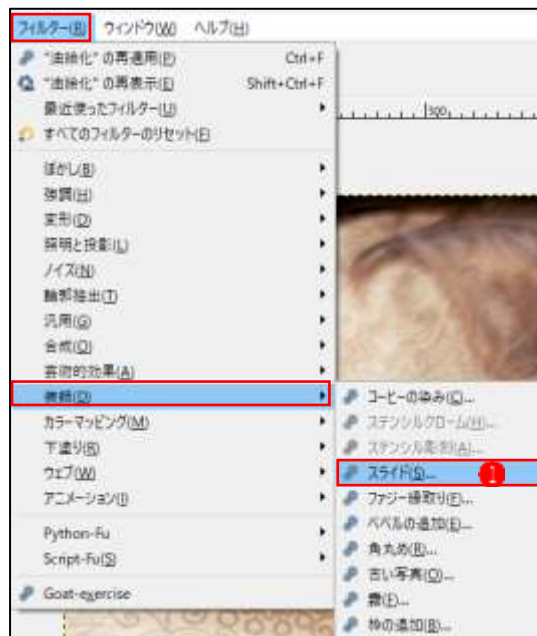 フィルター(R) ウィンドウ(W) ヘルプ(H)
"油絵化" の再適用(P) Ctrl+F
"油絵化" の再表示(E) Shift+Ctrl+F
最近使ったフィルター(U)
すべてのフィルターのリセット(F)
300
ぼかし(B)
強調(H)
変形(D)
照明と投影(L)
ノイズ(N)
輪郭抽出(T)
汎用(G)
合成(O)
芸術的効果(A)
装飾(D)
カラーマッピング(M)
下塗り(R)
ウェブ(W)
アニメーション(I)
Python-Fu
Script-Fu(S)
Goat-exercise
コーヒーの染み(C)...
ステンシルクローム(H)...
ステンシル彫刻(A)...
スライド(S)... 1
ファジー縁取り(F)...
ベベルの追加(E)...
角丸め(R)...
古い写真(O)...
霧(F)...
枠の追加(B)...